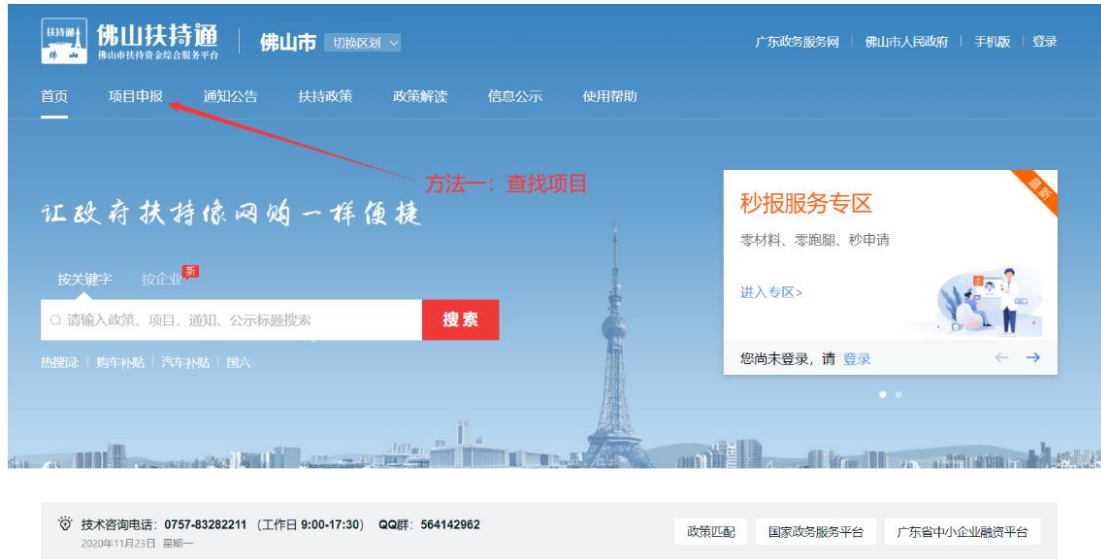 扶持通
佛山
佛山扶持通
佛山市扶持资金综合服务平台
佛山市 切换区划
广东政务服务网 | 佛山市人民政府 | 手机版 | 登录
首页 项目申报 通知公告 扶持政策 政策解读 信息公示 使用帮助
方法一：查找项目
让政府扶持像网购一样便捷
最新
秒报服务专区
零材料、零跑腿、秒申请
进入专区>
按关键字 按企业 新
请输入政策、项目、通知、公示标题搜索 搜 索
热搜词: | 购车补贴 | 汽车补贴 | 国六
您尚未登录，请 登录
技术咨询电话：0757-83282211 （工作日 9:00-17:30） QQ群：564142962
2020年11月23日 星期一
政策匹配 国家政务服务平台 广东省中小企业融资平台